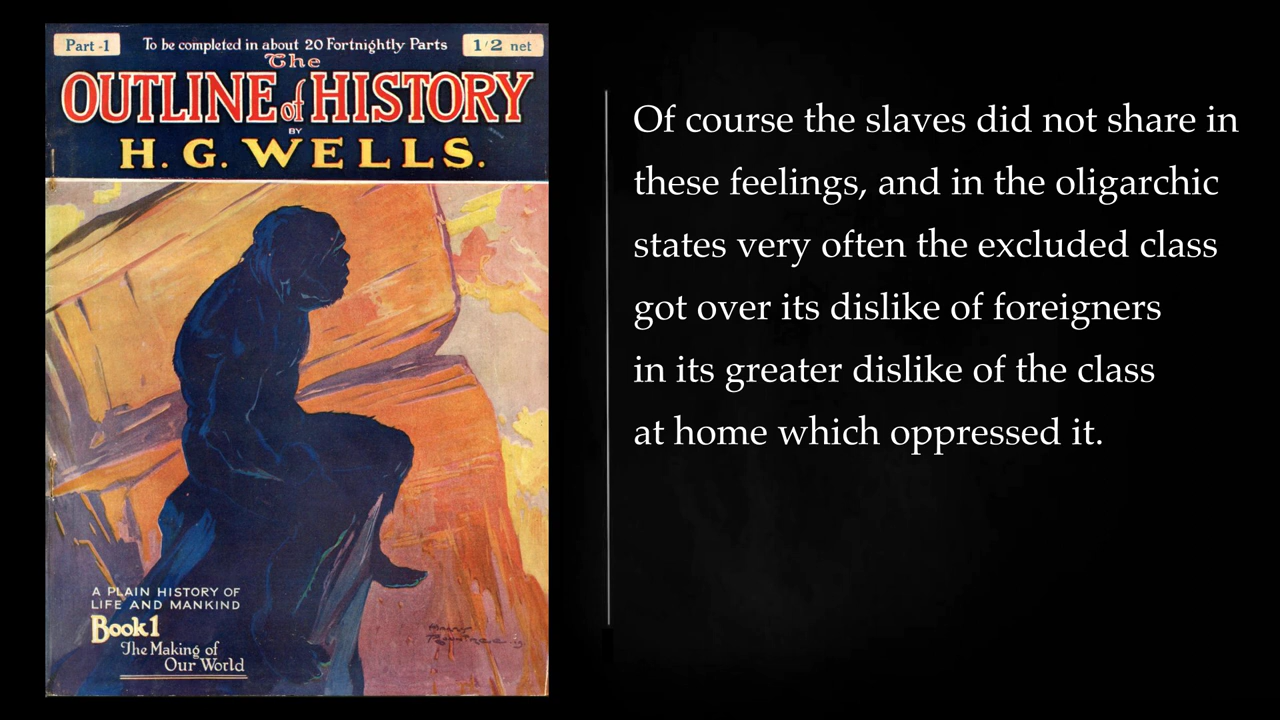 Part -1
To be completed in about 20 Fortnightly Parts
1/2 net
The
OUTLINE of HISTORY
BY
H. G. WELLS.
A PLAIN HISTORY OF
LIFE AND MANKIND
Book 1
The Making of
Our World
Of course the slaves did not share in
these feelings, and in the oligarchic
states very often the excluded class
got over its dislike of foreigners
in its greater dislike of the class
at home which oppressed it.